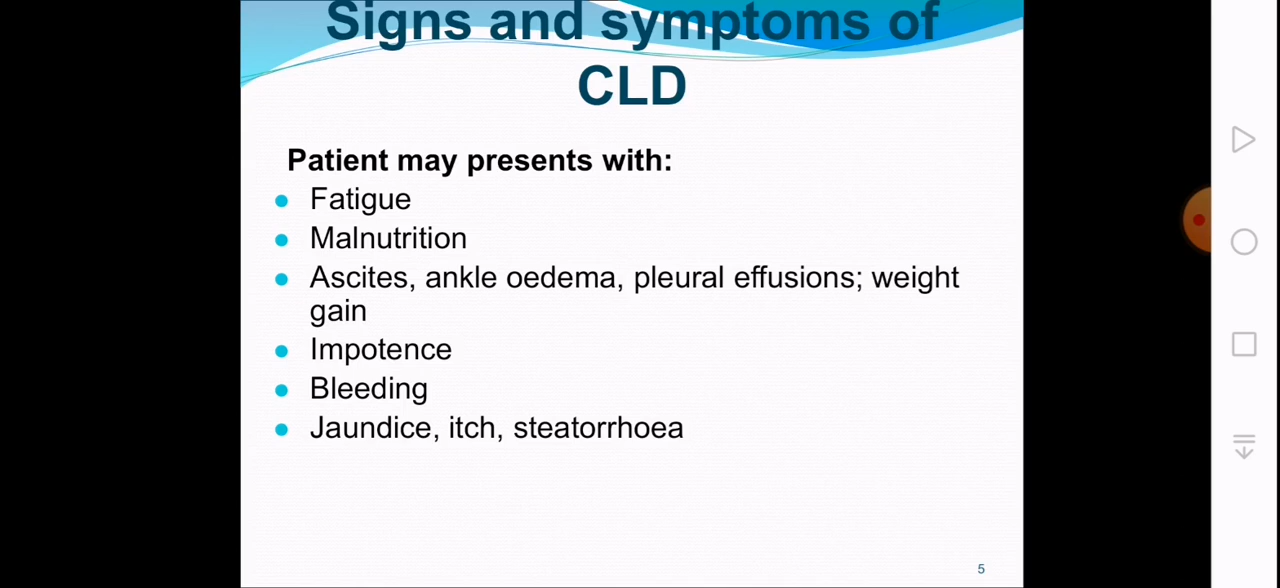 Signs and symptoms of
CLD
Patient may presents with:
Fatigue
Malnutrition
Ascites, ankle oedema, pleural effusions; weight
gain
Impotence
Bleeding
Jaundice, itch, steatorrhoea
5